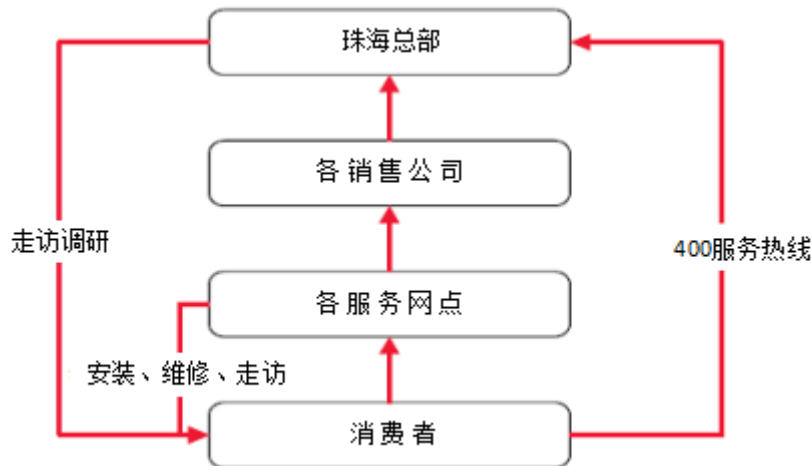 珠海总部
各销售公司
走访调研
400服务热线
各服务网点
安装、维修、走访
消费者